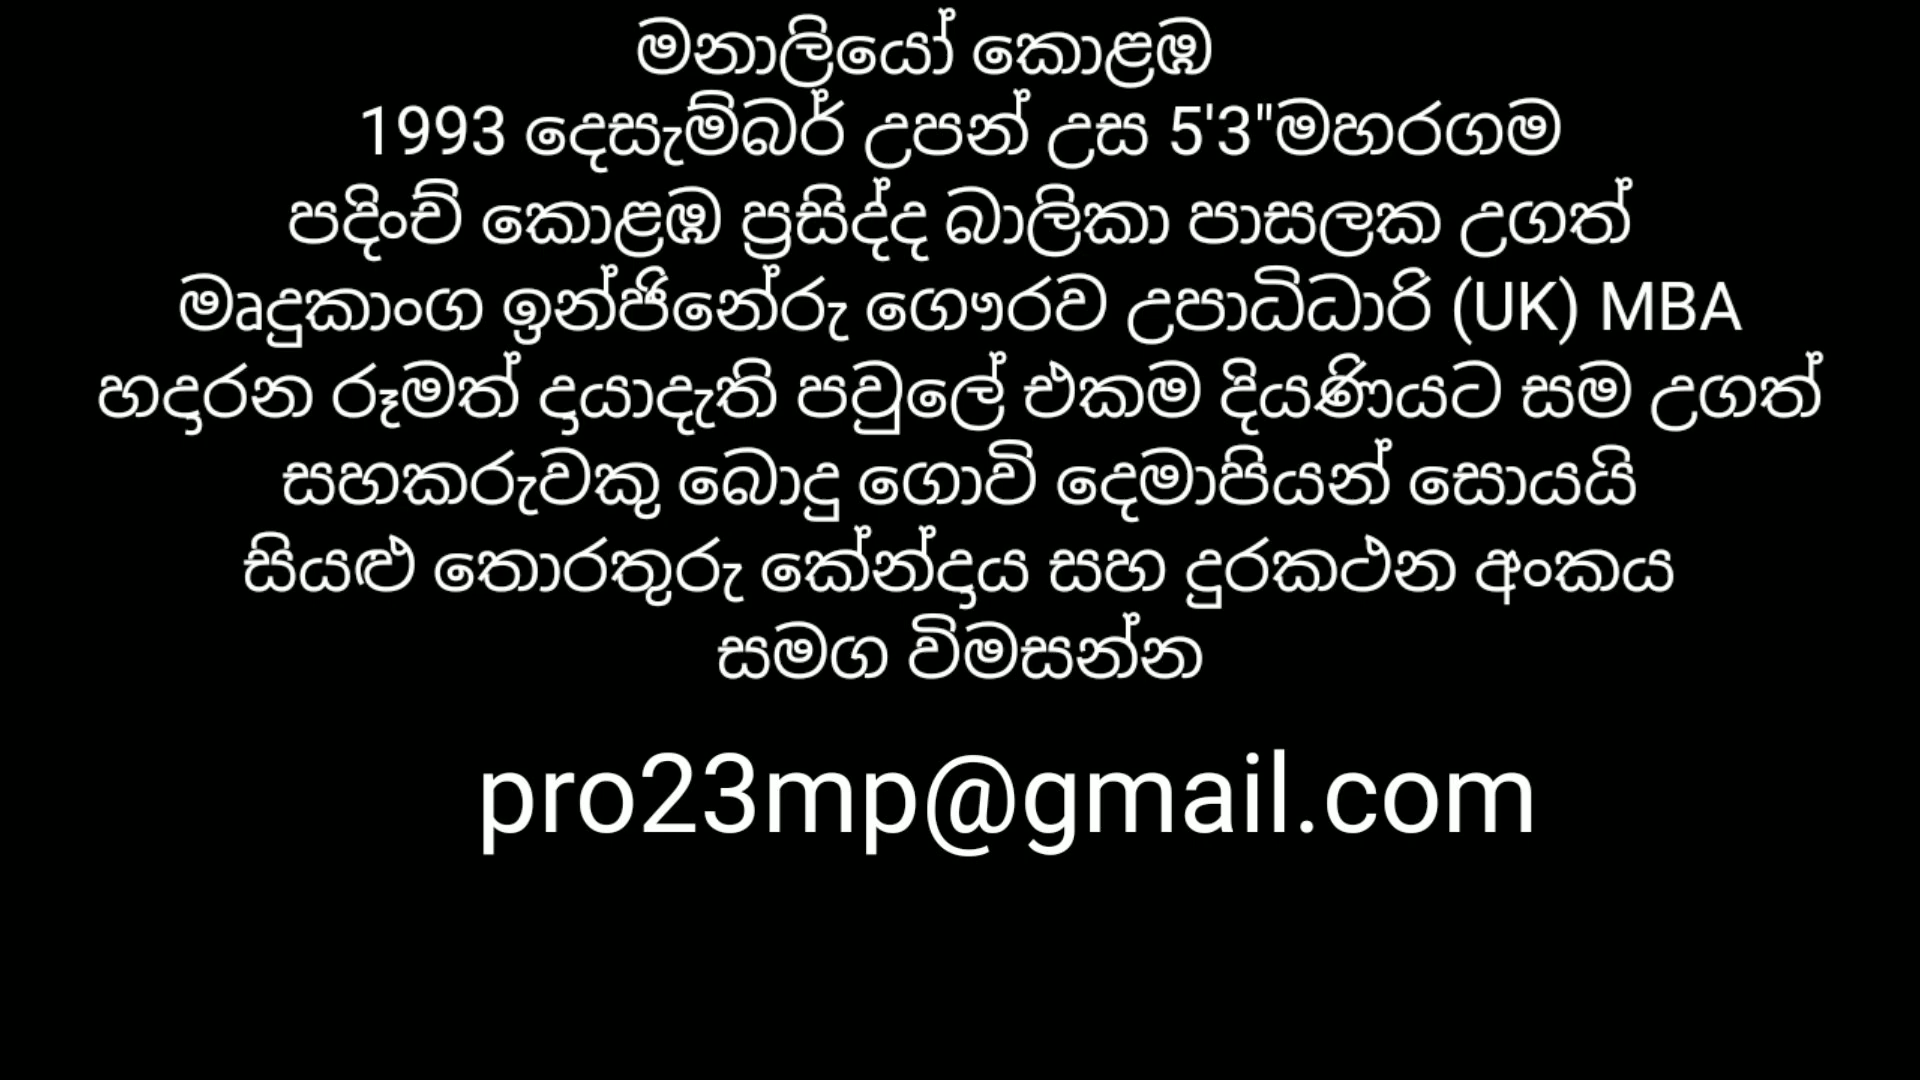 මනාලියෝ කොළඹ
1993 දෙසැම්බර් උපන් උස 5'3"මහරගම
පදිංච් කොළඹ ප්‍රසිද්ද බාලිකා පාසලක උගත්
මෘදුකාංග ඉන්ජිනේරු ගෞරව උපාධිධාරි (UK) MBA
හදරන රූමත් දයාදැති පවුලේ එකම දියණියට සම උගත්
සහකරුවකු බොදු ගොවි දෙමාපියන් සොයයි
සියළු තොරතුරු කේන්දය සහ දුරකථන අංකය
සමග විමසන්න
pro23mp@gmail.com